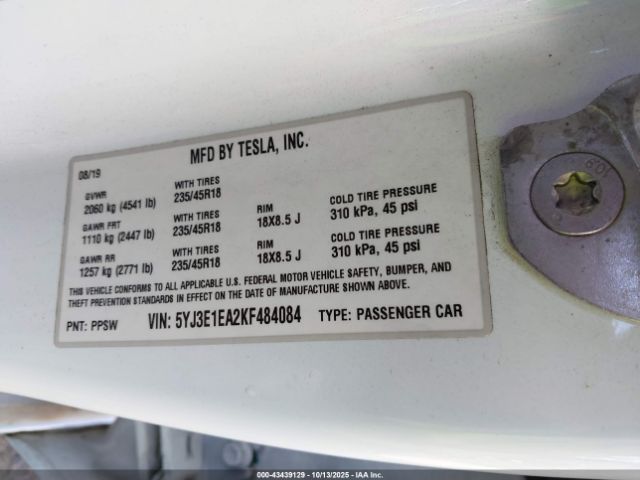 MFD BY TESLA, INC.
08/19
GVWR
2060 kg (4541 lb)
WITH TIRES
235/45R18
GAWR FRT
1110 kg (2447 lb)
WITH TIRES
235/45R18
RIM
18X8.5 J
COLD TIRE PRESSURE
310 kPa, 45 psi
GAWR RR
1257 kg (2771 lb)
WITH TIRES
235/45R18
RIM
18X8.5 J
COLD TIRE PRESSURE
310 kPa, 45 psi
THIS VEHICLE CONFORMS TO ALL APPLICABLE U.S. FEDERAL MOTOR VEHICLE SAFETY, BUMPER, AND
THEFT PREVENTION STANDARDS IN EFFECT ON THE DATE OF MANUFACTURE SHOWN ABOVE.
PNT: PPSW VIN: 5YJ3E1EA2KF484084 TYPE: PASSENGER CAR
000-43439129 - 10/13/2025 - IAA Inc.